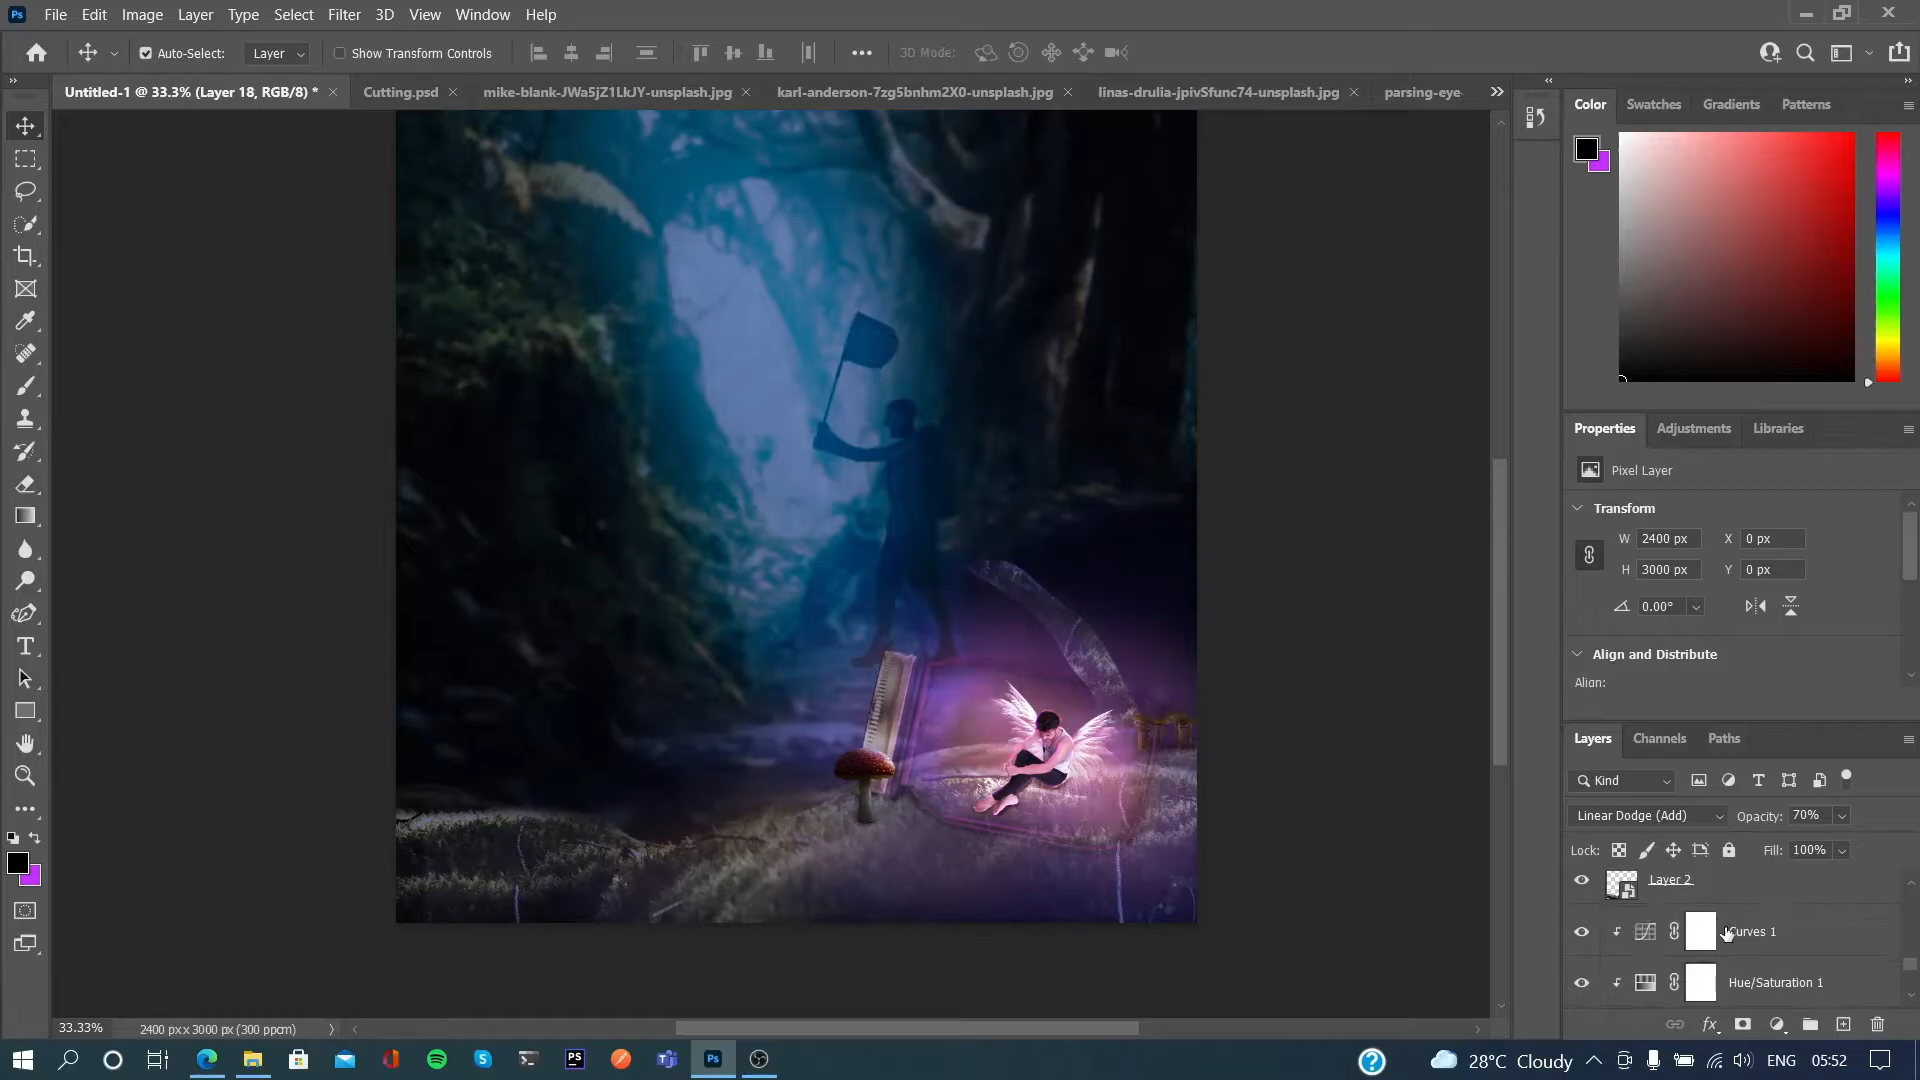 Ps File Edit Image Layer Type Select Filter 3D View Window Help
Auto-Select: Layer Show Transform Controls 3D Mode:
Untitled-1 @ 33.3% (Layer 18, RGB/8) * Cutting.psd mike-blank-JWa5jZ1LkJY-unsplash.jpg karl-anderson-7zg5bnhm2X0-unsplash.jpg linas-drulia-jpivSfunc74-unsplash.jpg parsing-eye
Color Swatches Gradients Patterns
Properties Adjustments Libraries
Pixel Layer
Transform
W 2400 px X 0 px
H 3000 px Y 0 px
0.00°
Align and Distribute
Align:
Layers Channels Paths
Kind
Linear Dodge (Add) Opacity: 70%
Lock: Fill: 100%
Layer 2
Curves 1
Hue/Saturation 1
33.33% 2400 px x 3000 px (300 ppcm)
28°C Cloudy ENG 05:52